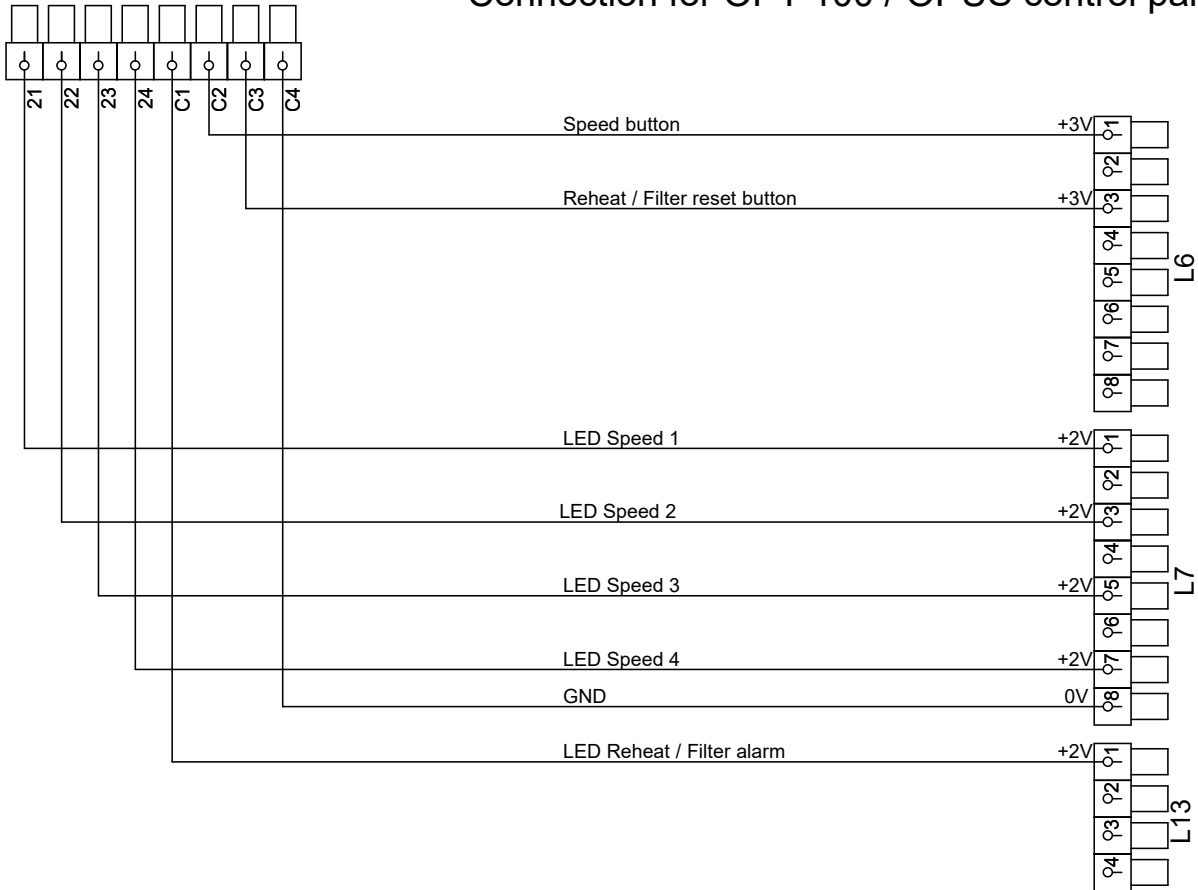 21 22 23 24 C1 C2 C3 C4
Speed button +3V 1
2
Reheat / Filter reset button +3V 3
4
5
L6
6
7
8
LED Speed 1 +2V 1
2
LED Speed 2 +2V 3
4
LED Speed 3 +2V 5
L7
6
LED Speed 4 +2V 7
GND 0V 8
LED Reheat / Filter alarm +2V 1
2
3
L13
4